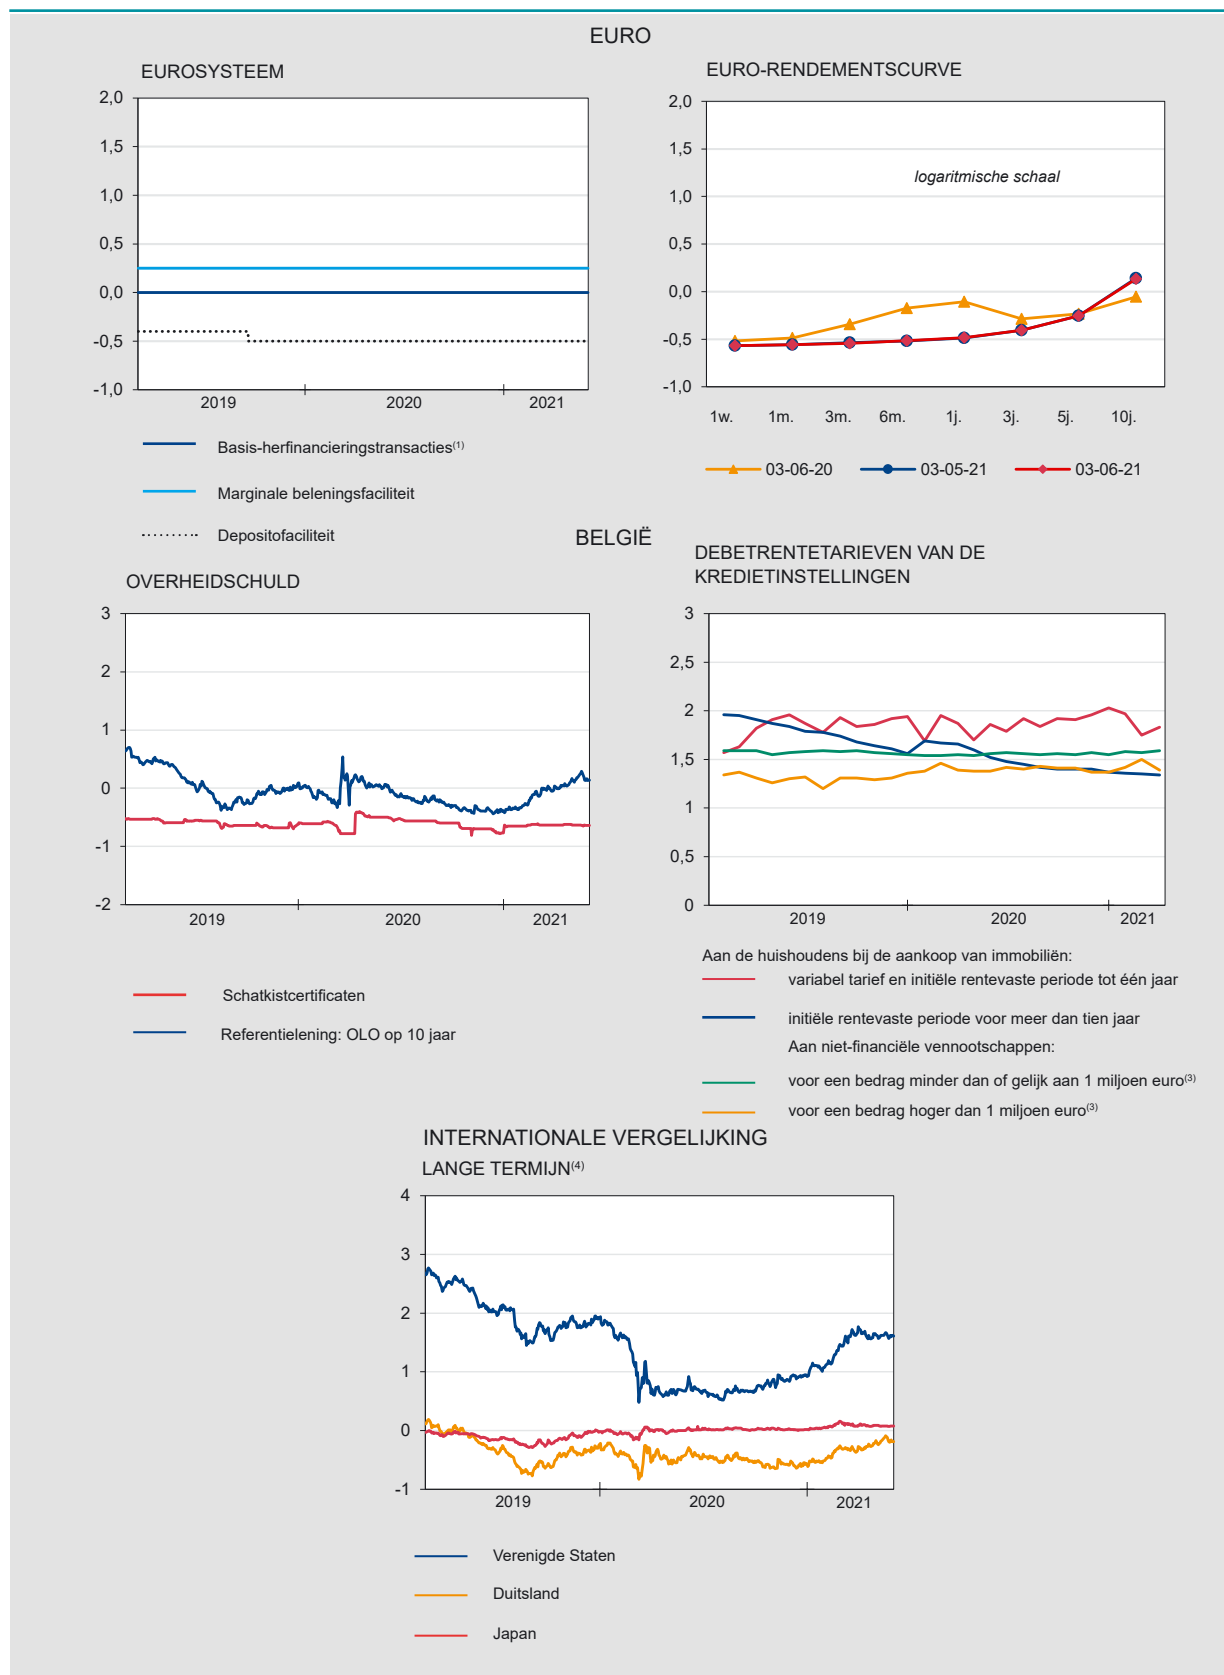 EURO
EUROSYSTEEM
2,0
1,5
1,0
0,5
0,0
-0,5
-1,0
2019 2020 2021
Basis-herfinancieringstransacties(1)
Marginale beleningsfaciliteit
Depositofaciliteit
EURO-RENDEMENTSCURVE
2,0
1,5
1,0
0,5
0,0
-0,5
-1,0
logaritmische schaal
1w. 1m. 3m. 6m. 1j. 3j. 5j. 10j.
03-06-20 03-05-21 03-06-21
BELGIË
OVERHEIDSCHULD
3
2
1
0
-1
-2
2019 2020 2021
Schatkistcertificaten
Referentielening: OLO op 10 jaar
DEBETRENTETARIEVEN VAN DE
KREDIETINSTELLINGEN
3
2,5
2
1,5
1
0,5
0
2019 2020 2021
Aan de huishoudens bij de aankoop van immobiliën:
variabel tarief en initiële rentevaste periode tot één jaar
initiële rentevaste periode voor meer dan tien jaar
Aan niet-financiële vennootschappen:
voor een bedrag minder dan of gelijk aan 1 miljoen euro(3)
voor een bedrag hoger dan 1 miljoen euro(3)
INTERNATIONALE VERGELIJKING
LANGE TERMIJN(4)
4
3
2
1
0
-1
2019 2020 2021
Verenigde Staten
Duitsland
Japan